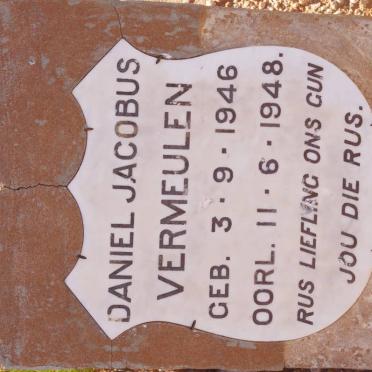 DANIEL JACOBUS
VERMEULEN
GEB. 3·9·1946
OORL. 11·6·1948.
RUS LIEFLING ONS GUN
JOU DIE RUS.